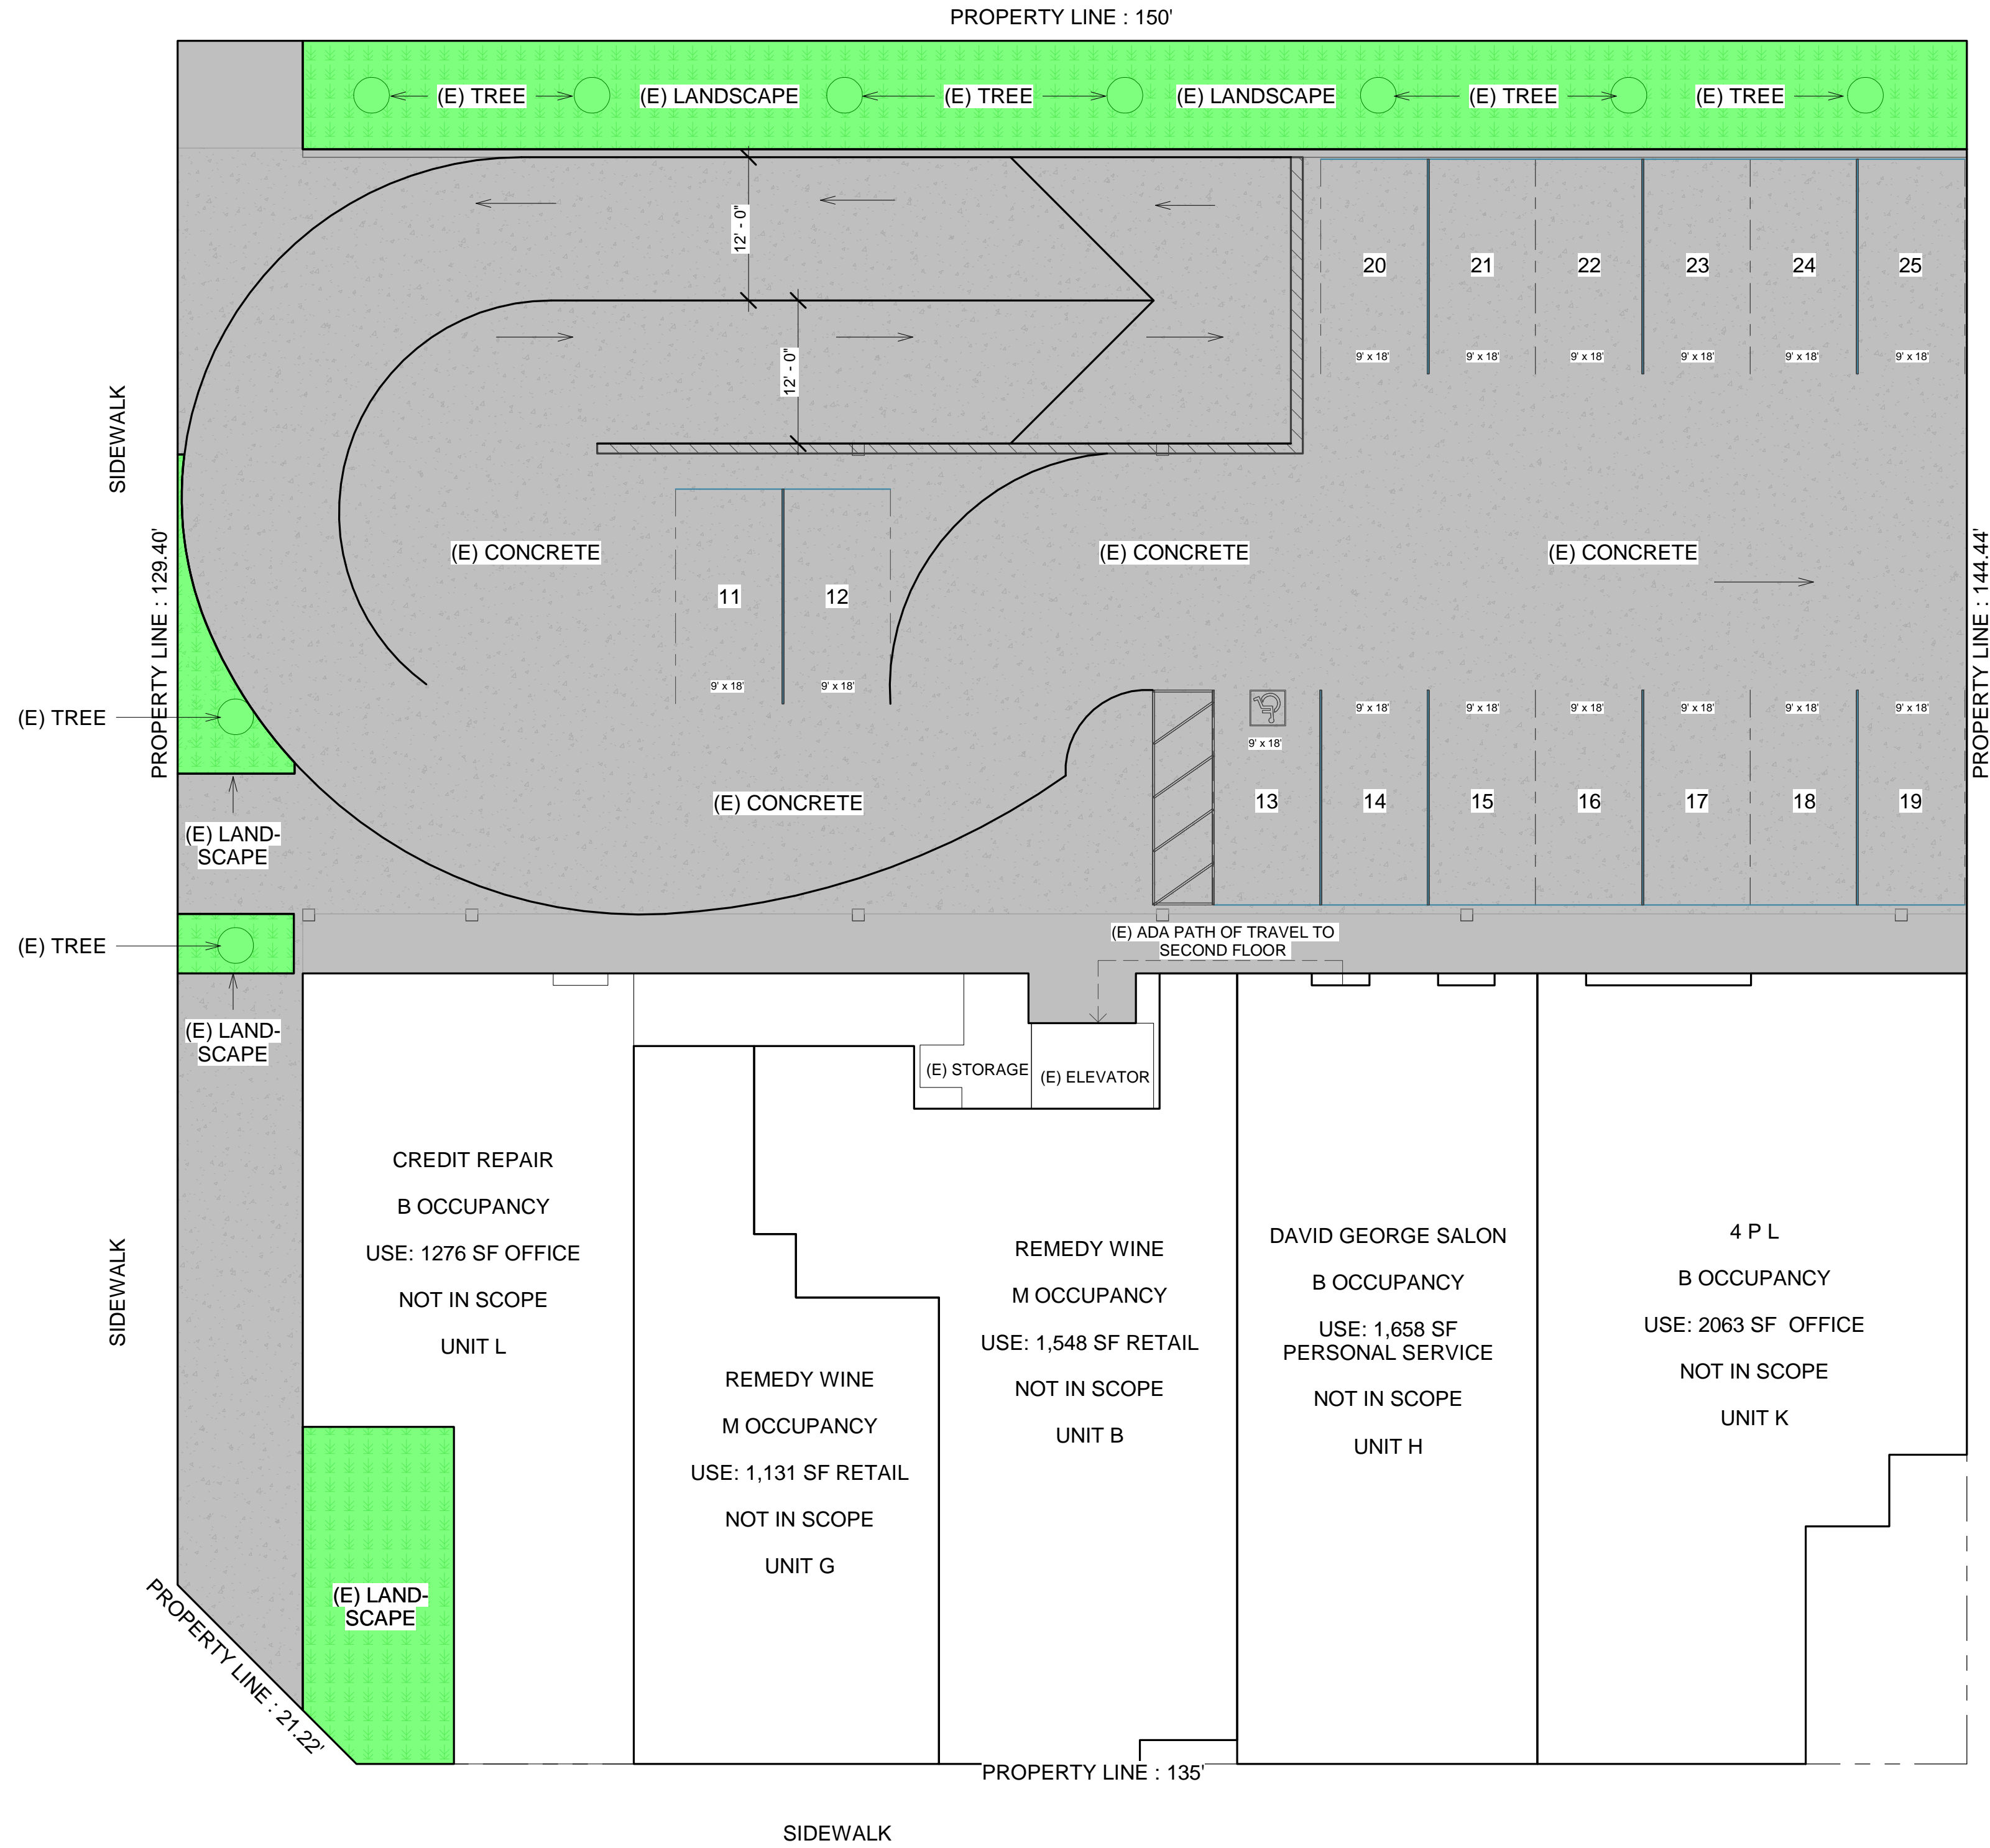 PROPERTY LINE : 150'
(E) TREE
(E) LANDSCAPE
(E) TREE
(E) LANDSCAPE
(E) TREE
(E) TREE
12' - 0"
12' - 0"
20
21
22
23
24
25
9' x 18'
9' x 18'
9' x 18'
9' x 18'
9' x 18'
9' x 18'
SIDEWALK
PROPERTY LINE : 129.40'
PROPERTY LINE : 144.44'
(E) CONCRETE
(E) CONCRETE
(E) CONCRETE
11
12
9' x 18'
9' x 18'
(E) TREE
9' x 18'
9' x 18'
9' x 18'
9' x 18'
9' x 18'
9' x 18'
9' x 18'
13
14
15
16
17
18
19
(E) CONCRETE
(E) LAND-
SCAPE
(E) TREE
(E) ADA PATH OF TRAVEL TO
SECOND FLOOR
(E) LAND-
SCAPE
(E) STORAGE
(E) ELEVATOR
SIDEWALK
CREDIT REPAIR
B OCCUPANCY
USE: 1276 SF OFFICE
NOT IN SCOPE
UNIT L
REMEDY WINE
M OCCUPANCY
USE: 1,131 SF RETAIL
NOT IN SCOPE
UNIT G
REMEDY WINE
M OCCUPANCY
USE: 1,548 SF RETAIL
NOT IN SCOPE
UNIT B
DAVID GEORGE SALON
B OCCUPANCY
USE: 1,658 SF
PERSONAL SERVICE
NOT IN SCOPE
UNIT H
4 P L
B OCCUPANCY
USE: 2063 SF OFFICE
NOT IN SCOPE
UNIT K
(E) LAND-
SCAPE
PROPERTY LINE : 21.22'
PROPERTY LINE : 135'
SIDEWALK